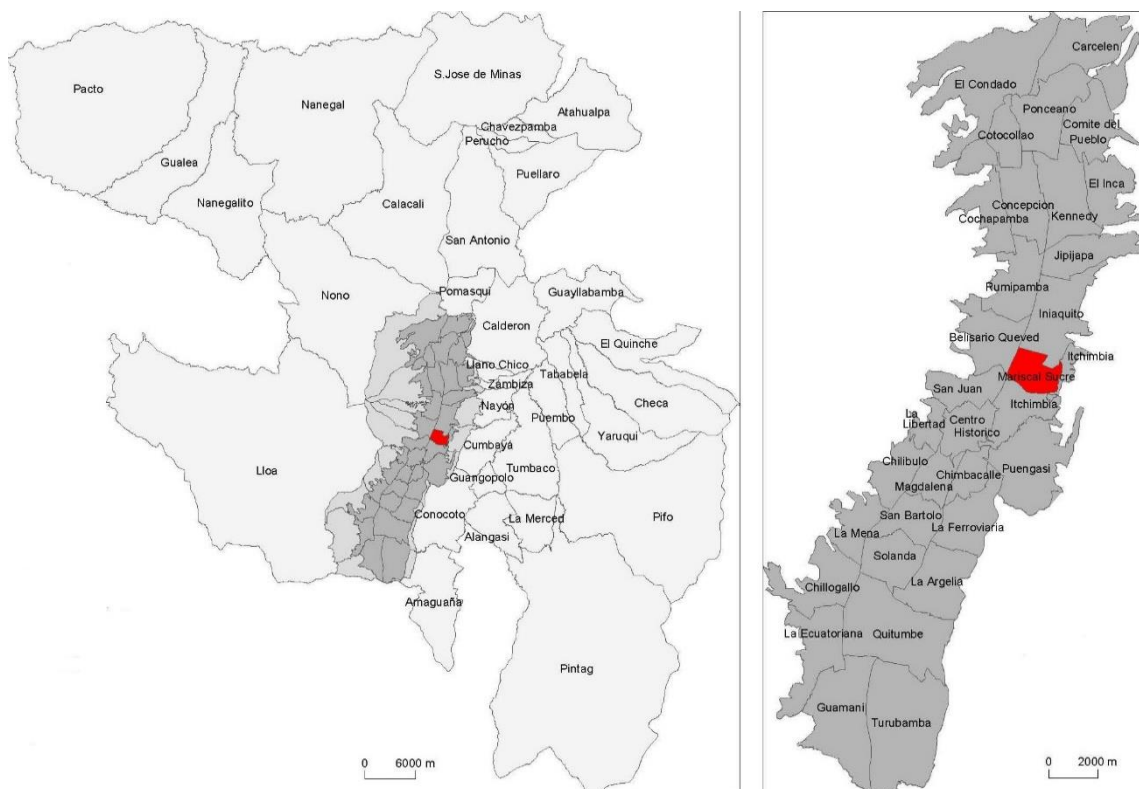 S.Jose de Minas
Pacto
Nanegal
Atahualpa
Chavezpamba
Perucho
Gualea
Puellaro
Nanegalito
Calacali
San Antonio
Pomasqui
Guayllabamba
Nono
Calderon
El Quinche
Llano Chico
Tababela
Zambiza
Checa
Nayón
Puembo
Yaruqui
Cumbayá
Lloa
Tumbaco
Guangopolo
Conocoto
La Merced
Pifo
Alangasi
Amaguaña
Pintag
0 6000 m
Carcelen
El Condado
Ponceano
Comite del
Pueblo
Cotocollao
El Inca
Concepcion
Cochapamba
Kennedy
Jipijapa
Rumipamba
Iniaquito
Belisario Queved
Itchimbia
Mariscal Sucre
San Juan
Itchimbia
La
Libertad
Centro
Historico
Chilibulo
Chimbacalle
Puengasi
Magdalena
San Bartolo
La Ferroviaria
La Mena
Solanda
La Argelia
Chillogallo
La Ecuatoriana
Quitumbe
Guamani
Turubamba
0 2000 m